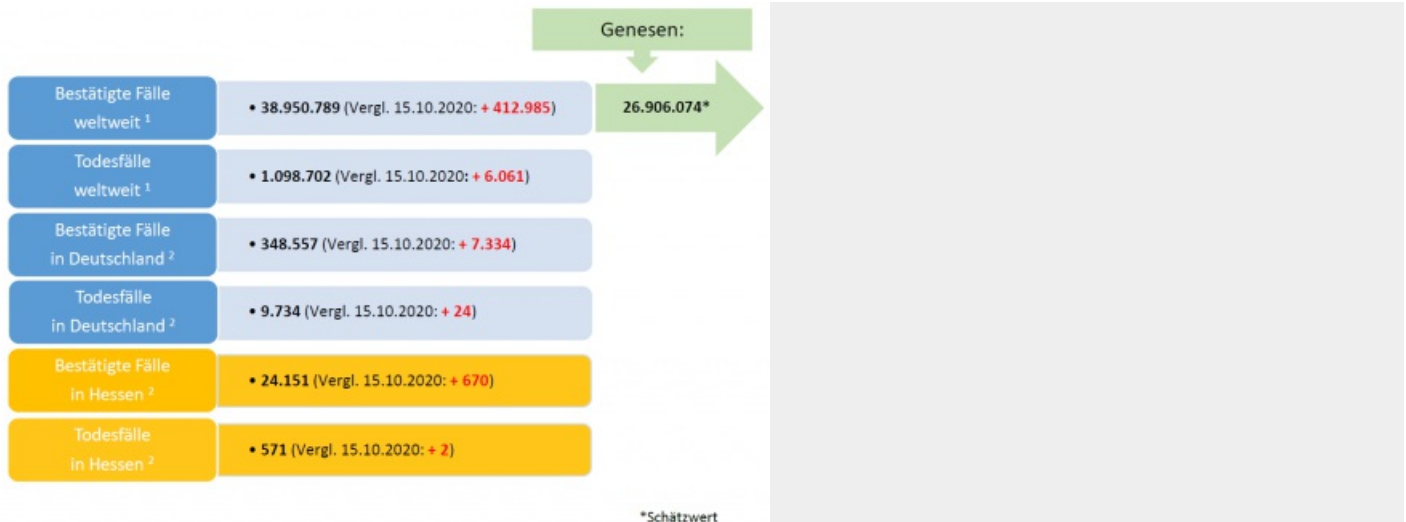 Genesen:
Bestätigte Fälle
weltweit ¹
• 38.950.789 (Vergl. 15.10.2020: + 412.985)
26.906.074*
Todesfälle
weltweit ¹
• 1.098.702 (Vergl. 15.10.2020: + 6.061)
Bestätigte Fälle
in Deutschland ²
• 348.557 (Vergl. 15.10.2020: + 7.334)
Todesfälle
in Deutschland ²
• 9.734 (Vergl. 15.10.2020: + 24)
Bestätigte Fälle
in Hessen ²
• 24.151 (Vergl. 15.10.2020: + 670)
Todesfälle
in Hessen ²
• 571 (Vergl. 15.10.2020: + 2)
*Schätzwert